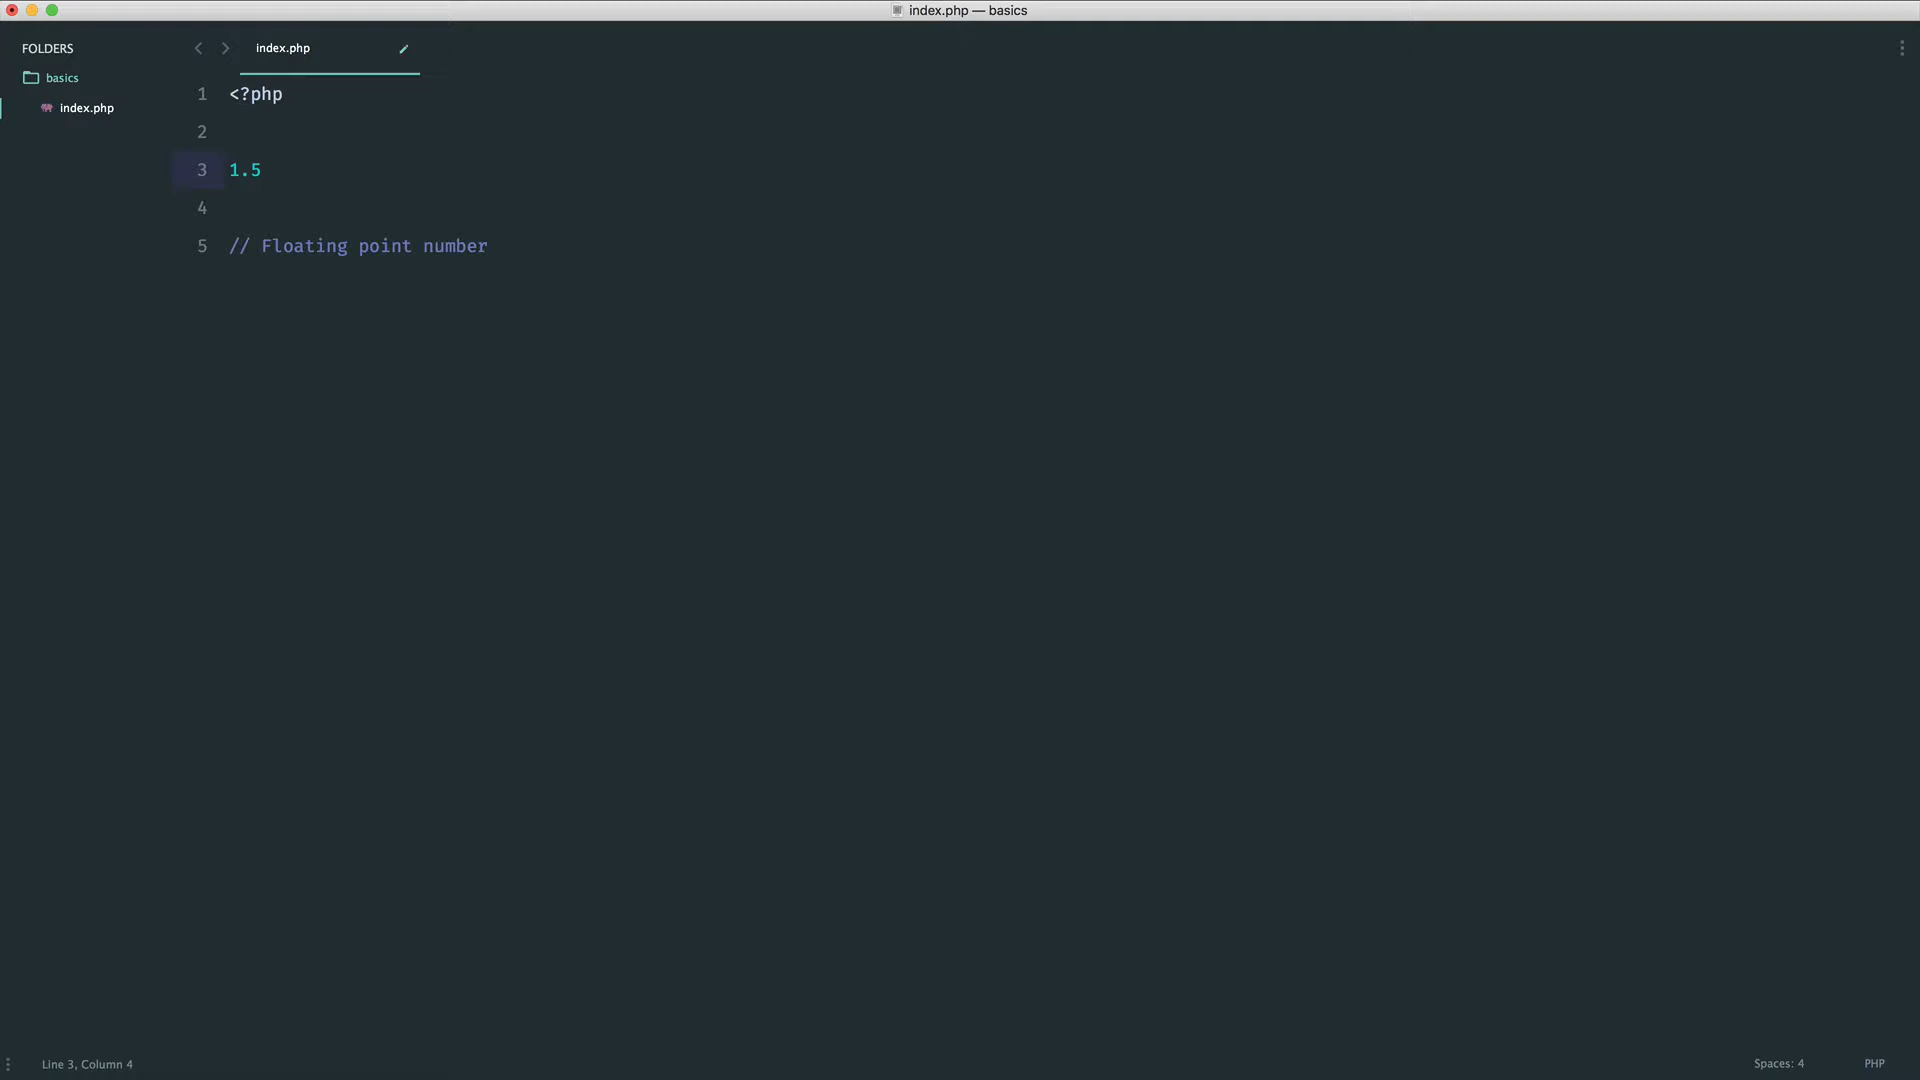 index.php — basics
FOLDERS
basics
index.php
index.php
1 <?php
2
3 1.5
4
5 // Floating point number
Line 3, Column 4
Spaces: 4
PHP